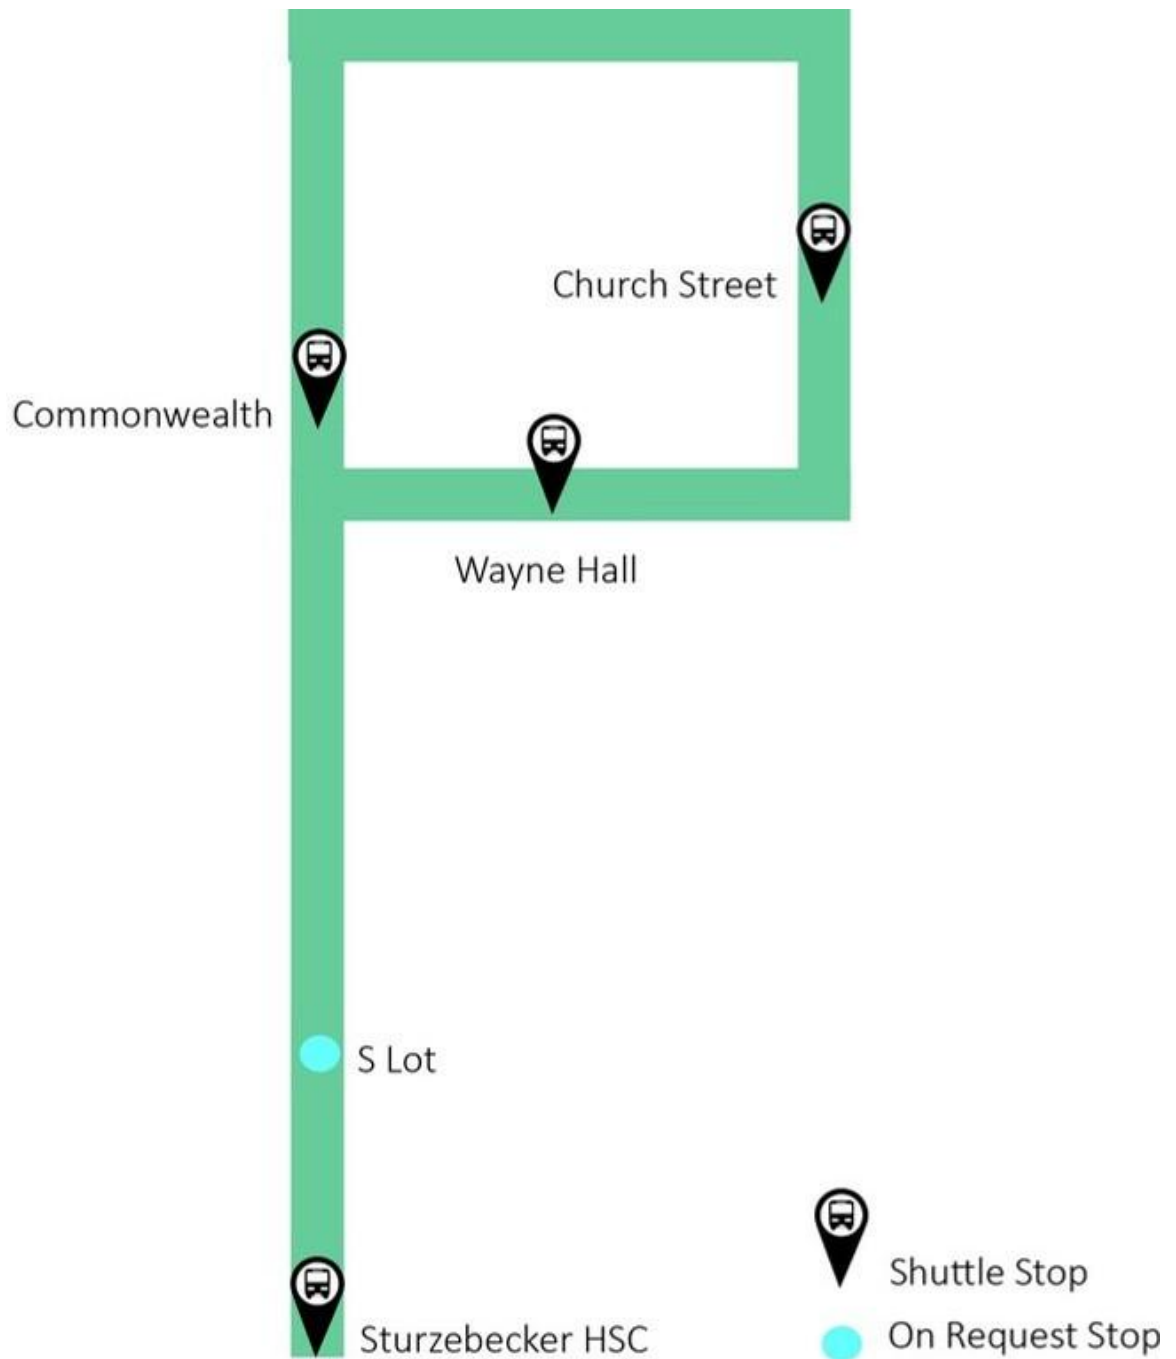 Church Street
Commonwealth
Wayne Hall
S Lot
Shuttle Stop
Sturzebecker HSC
On Request Stop